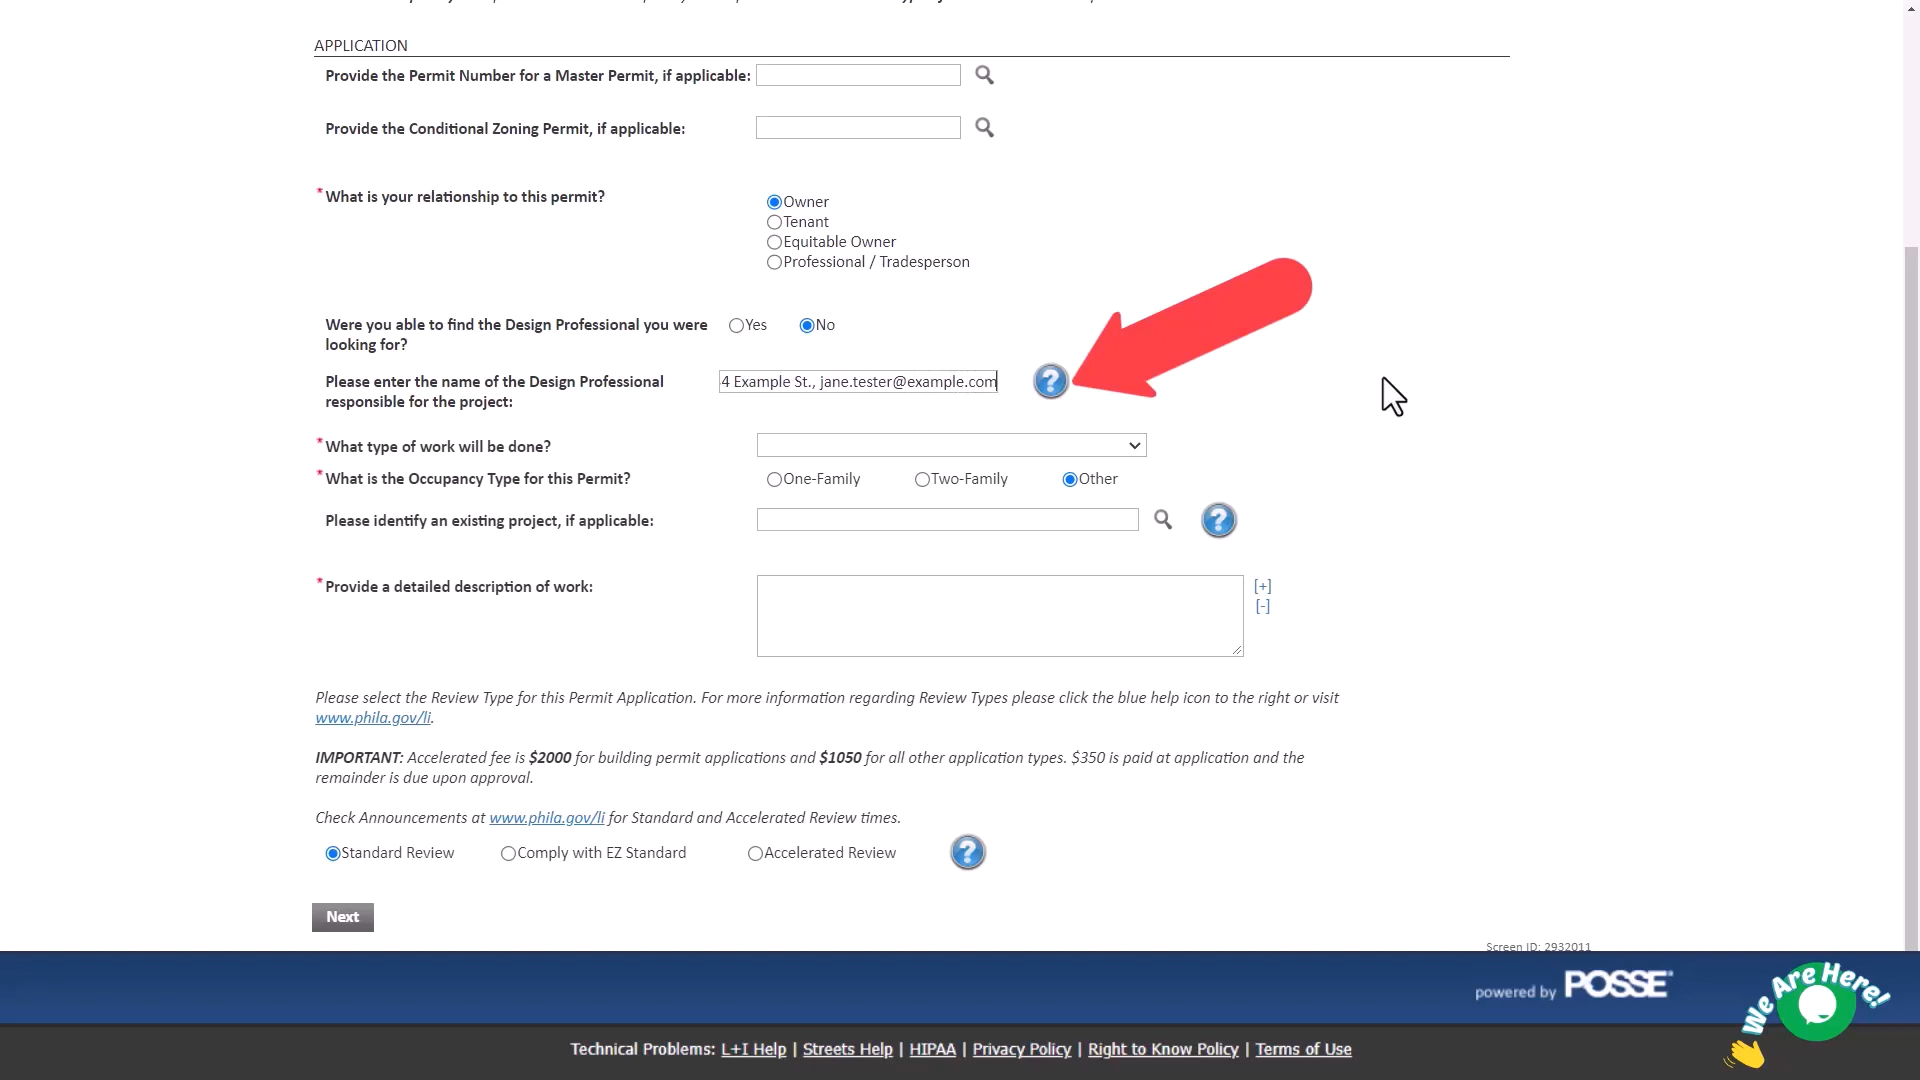 APPLICATION
Provide the Permit Number for a Master Permit, if applicable:
Provide the Conditional Zoning Permit, if applicable:
* What is your relationship to this permit?
Owner
Tenant
Equitable Owner
Professional / Tradesperson
Were you able to find the Design Professional you were
looking for?
Yes No
Please enter the name of the Design Professional
responsible for the project:
4 Example St., jane.tester@example.com
?
* What type of work will be done?
* What is the Occupancy Type for this Permit? One-Family Two-Family Other
Please identify an existing project, if applicable: ?
* Provide a detailed description of work:
[+]
[-]
Please select the Review Type for this Permit Application. For more information regarding Review Types please click the blue help icon to the right or visit
www.phila.gov/li.
IMPORTANT: Accelerated fee is $2000 for building permit applications and $1050 for all other application types. $350 is paid at application and the
remainder is due upon approval.
Check Announcements at www.phila.gov/li for Standard and Accelerated Review times.
Standard Review Comply with EZ Standard Accelerated Review ?
Next
Screen ID: 2932011
powered by POSSE
We Are Here!
Technical Problems: L+I Help | Streets Help | HIPAA | Privacy Policy | Right to Know Policy | Terms of Use